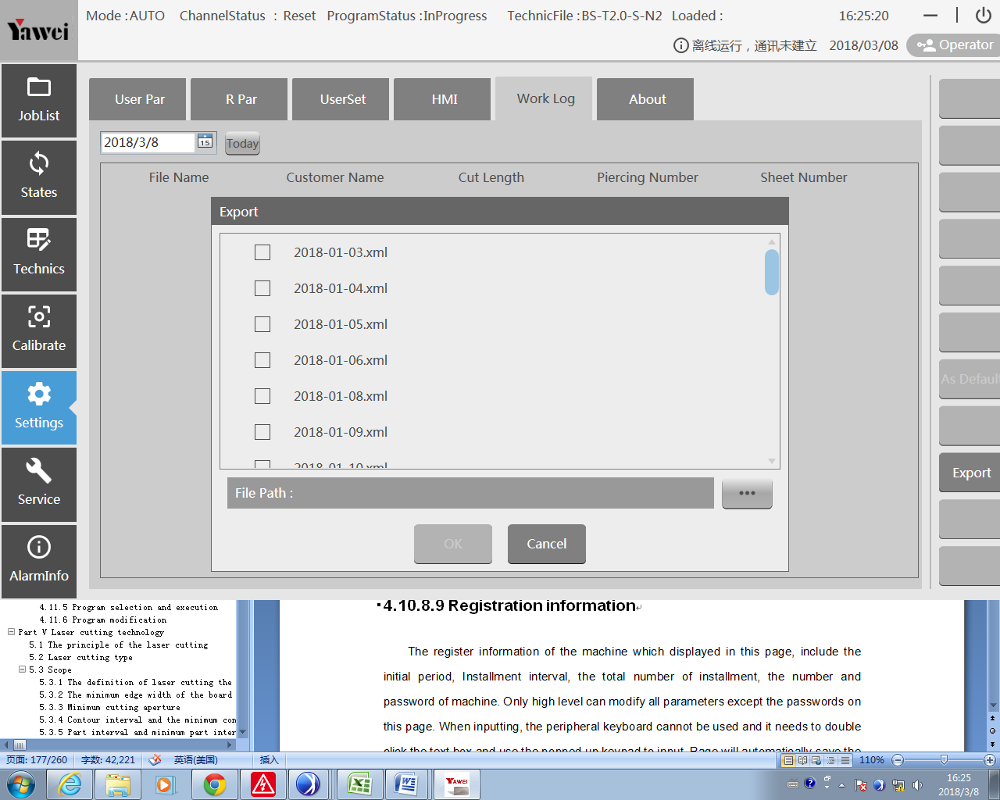 Yawei
Mode : AUTO ChannelStatus : Reset ProgramStatus : InProgress TechnicFile : BS-T2.0-S-N2 Loaded : 16:25:20
离线运行，通讯未建立 2018/03/08 Operator
JobList
States
Technics
Calibrate
Settings
Service
AlarmInfo
User Par R Par UserSet HMI Work Log About
2018/3/8 15 Today
File Name Customer Name Cut Length Piercing Number Sheet Number
Export
2018-01-03.xml
2018-01-04.xml
2018-01-05.xml
2018-01-06.xml
2018-01-08.xml
2018-01-09.xml
2018-01-10.xml
File Path :
OK Cancel
As Default
Export
4.11.5 Program selection and execution
4.11.6 Program modification
Part V Laser cutting technology
5.1 The principle of the laser cutting
5.2 Laser cutting type
5.3 Scope
5.3.1 The definition of laser cutting the
5.3.2 The minimum edge width of the board
5.3.3 Minimum cutting aperture
5.3.4 Contour interval and the minimum con
5.3.5 Part interval and minimum part inter
4.10.8.9 Registration information
The register information of the machine which displayed in this page, include the
initial period, Installment interval, the total number of installment, the number and
password of machine. Only high level can modify all parameters except the passwords on
this page. When inputting, the peripheral keyboard cannot be used and it needs to double
click the text box and use the popped up keypad to input. Page will automatically save the
页面: 177/260 字数: 42,221 英语(美国) 插入 110%
YAWEI
16:25
2018/3/8